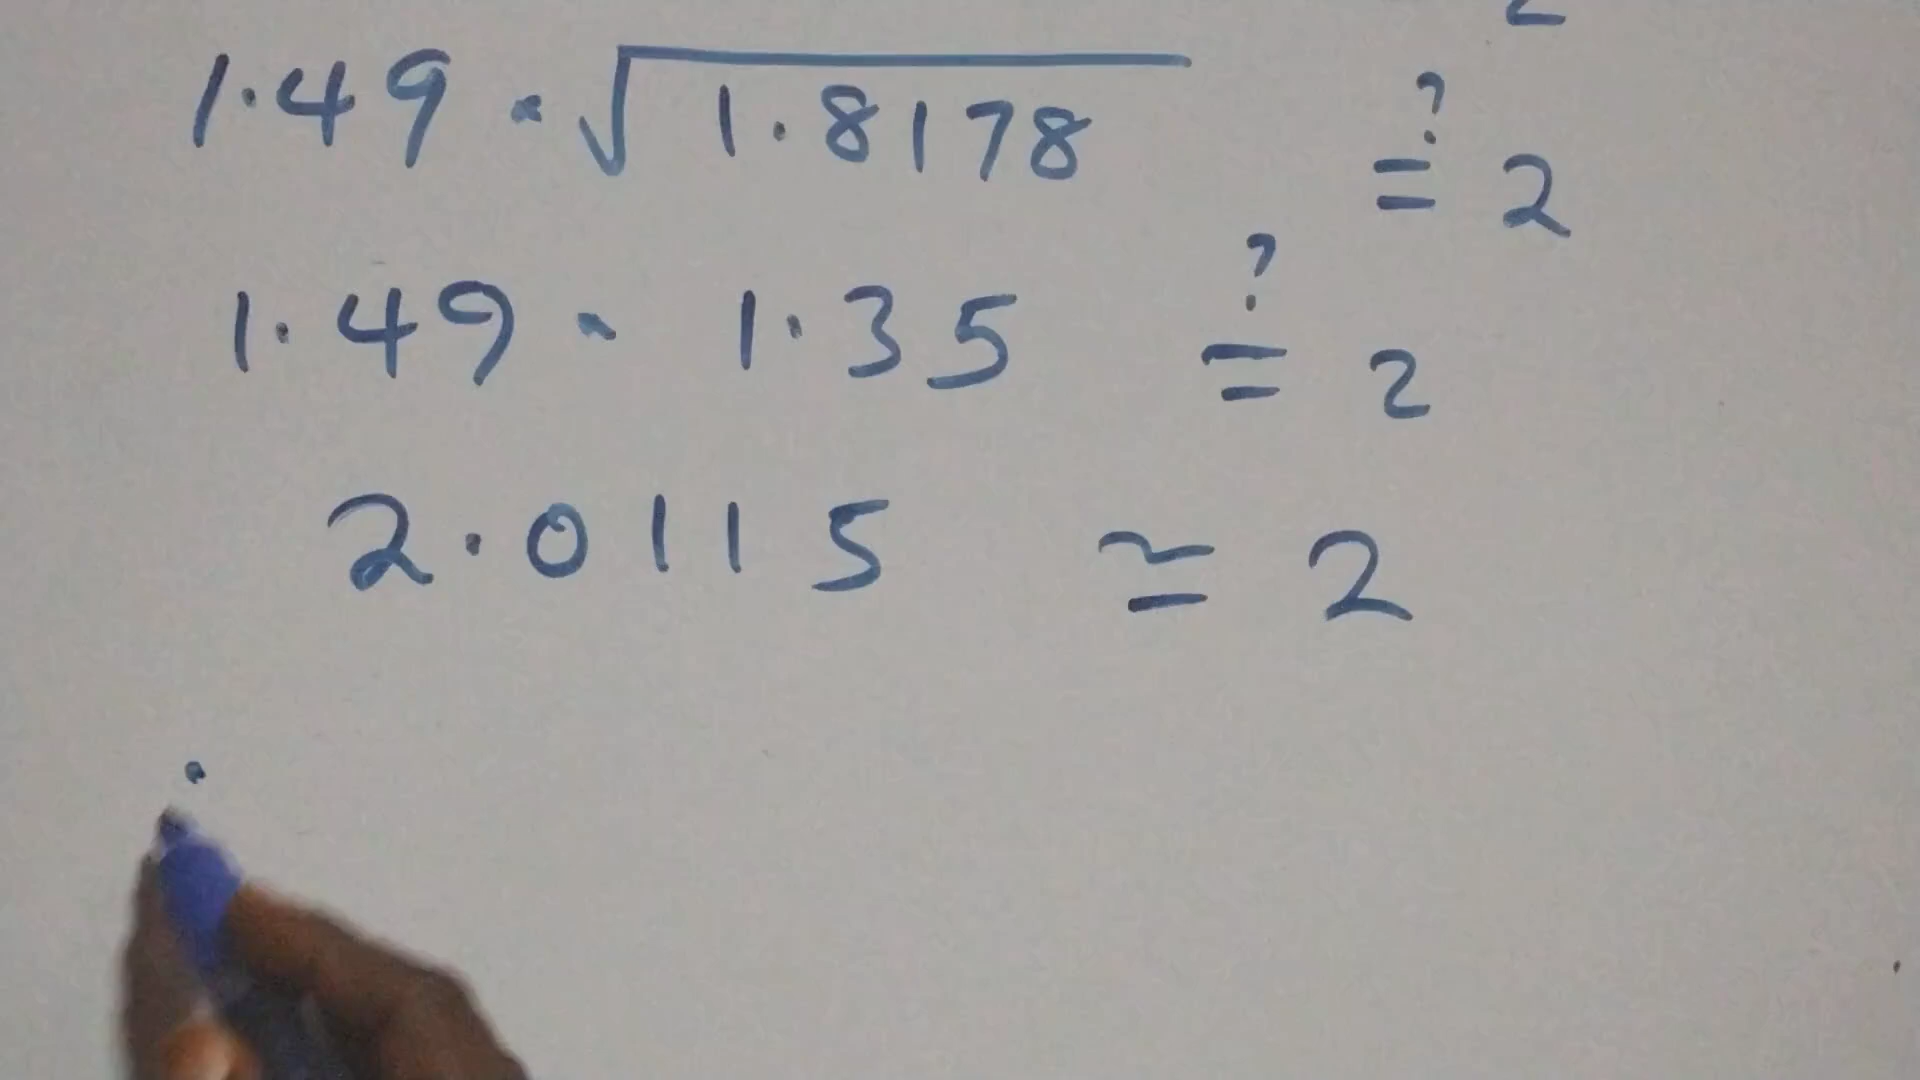 1.49 · √1.8178 =? 2
1.49 · 1.35 =? 2
2.0115 ≅ 2